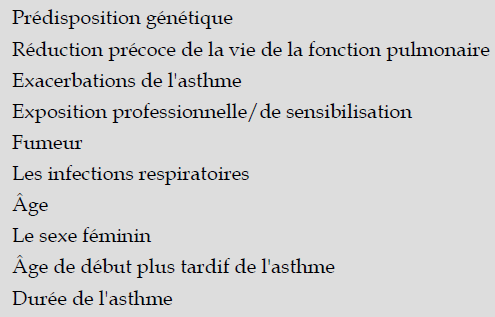 Prédisposition génétique
Réduction précoce de la vie de la fonction pulmonaire
Exacerbations de l'asthme
Exposition professionnelle/de sensibilisation
Fumeur
Les infections respiratoires
Âge
Le sexe féminin
Âge de début plus tardif de l'asthme
Durée de l'asthme